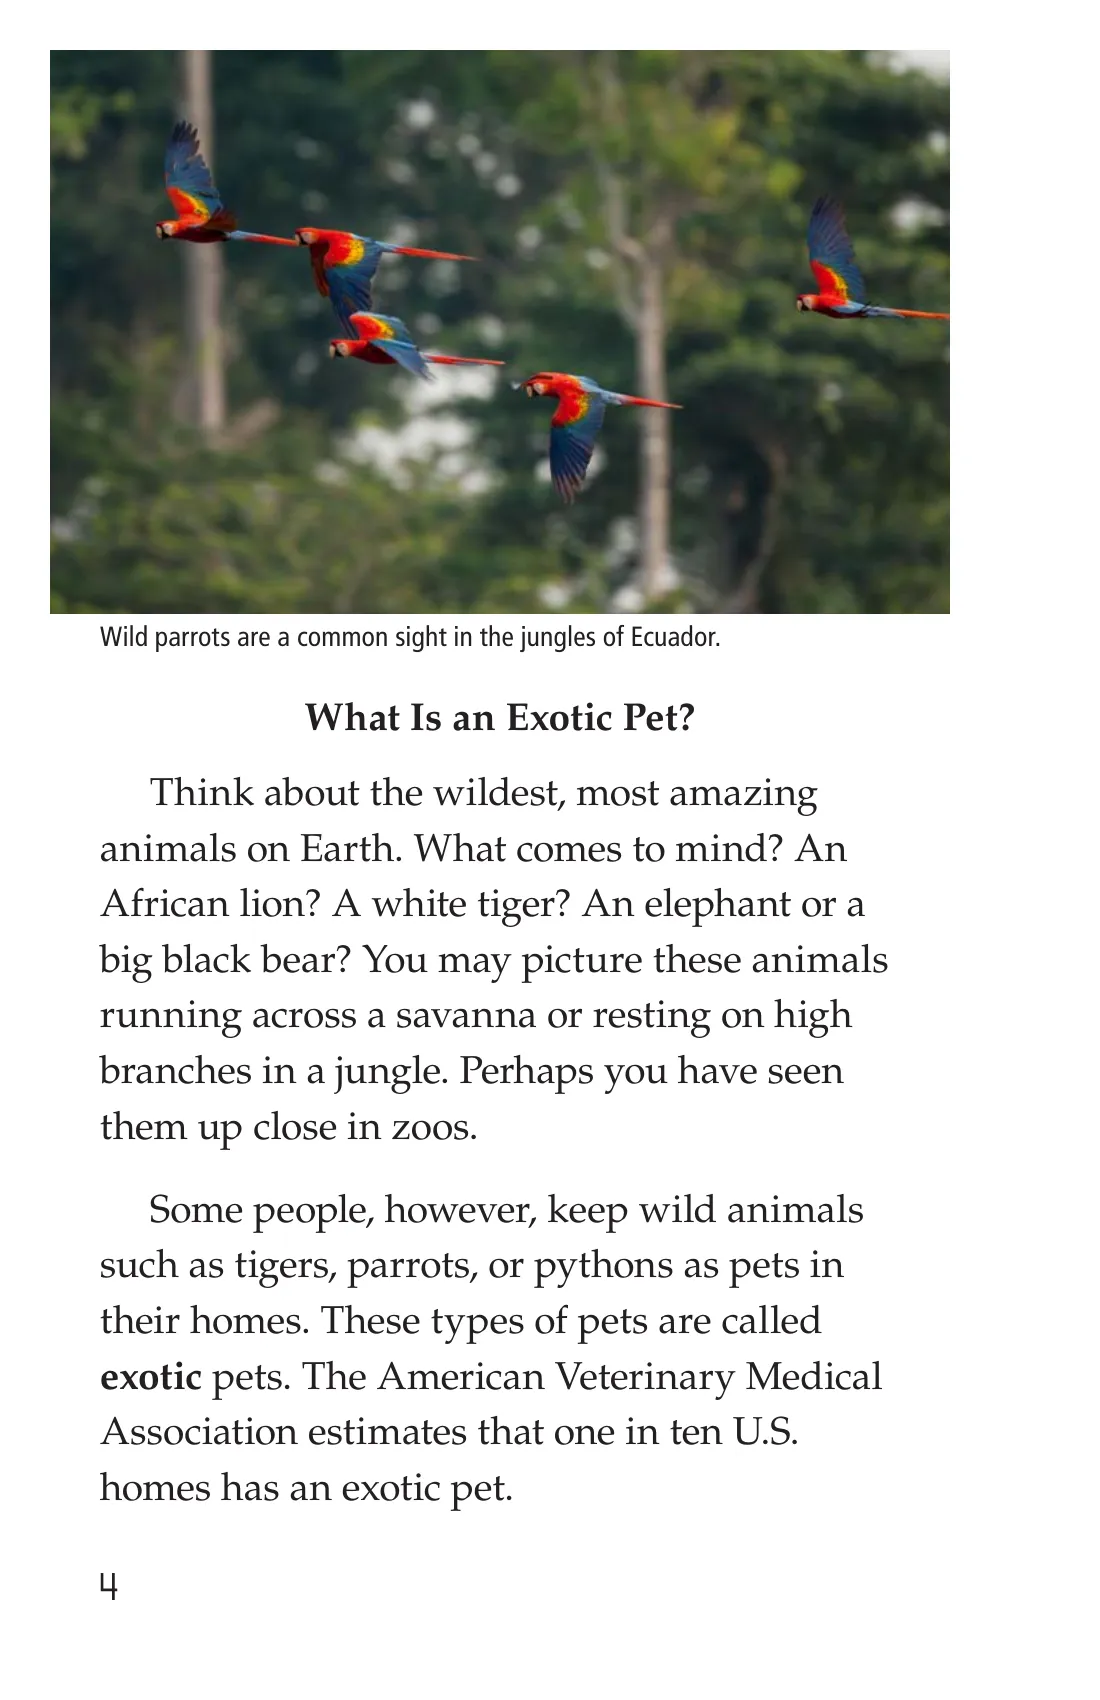 Wild parrots are a common sight in the jungles of Ecuador.
What Is an Exotic Pet?
Think about the wildest, most amazing
animals on Earth. What comes to mind? An
African lion? A white tiger? An elephant or a
big black bear? You may picture these animals
running across a savanna or resting on high
branches in a jungle. Perhaps you have seen
them up close in zoos.
Some people, however, keep wild animals
such as tigers, parrots, or pythons as pets in
their homes. These types of pets are called
exotic pets. The American Veterinary Medical
Association estimates that one in ten U.S.
homes has an exotic pet.
4